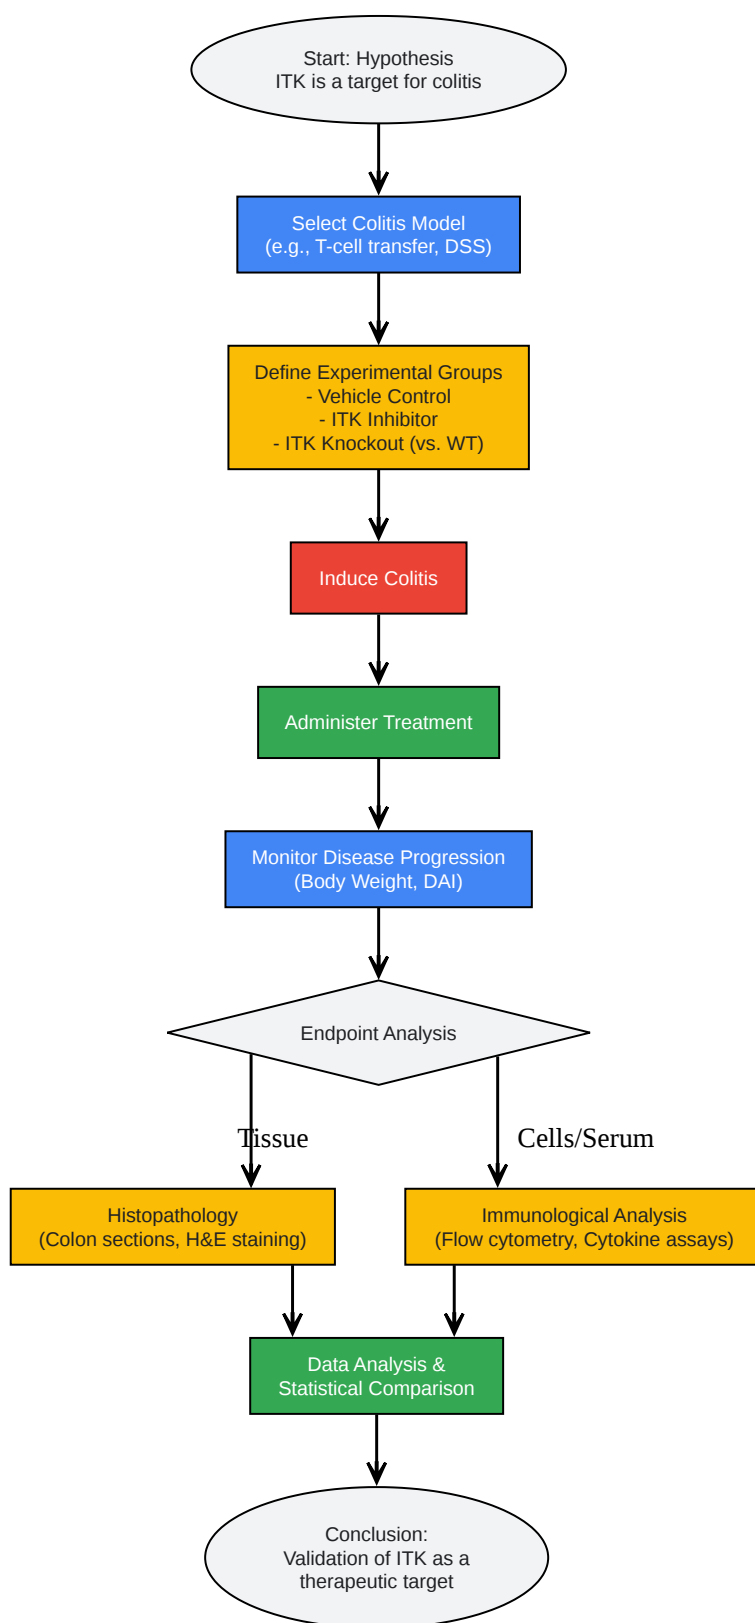 Start: Hypothesis
ITK is a target for colitis
Select Colitis Model
(e.g., T-cell transfer, DSS)
Define Experimental Groups
- Vehicle Control
- ITK Inhibitor
- ITK Knockout (vs. WT)
Induce Colitis
Administer Treatment
Monitor Disease Progression
(Body Weight, DAI)
Endpoint Analysis
Tissue
Cells/Serum
Histopathology
(Colon sections, H&E staining)
Immunological Analysis
(Flow cytometry, Cytokine assays)
Data Analysis &
Statistical Comparison
Conclusion:
Validation of ITK as a
therapeutic target